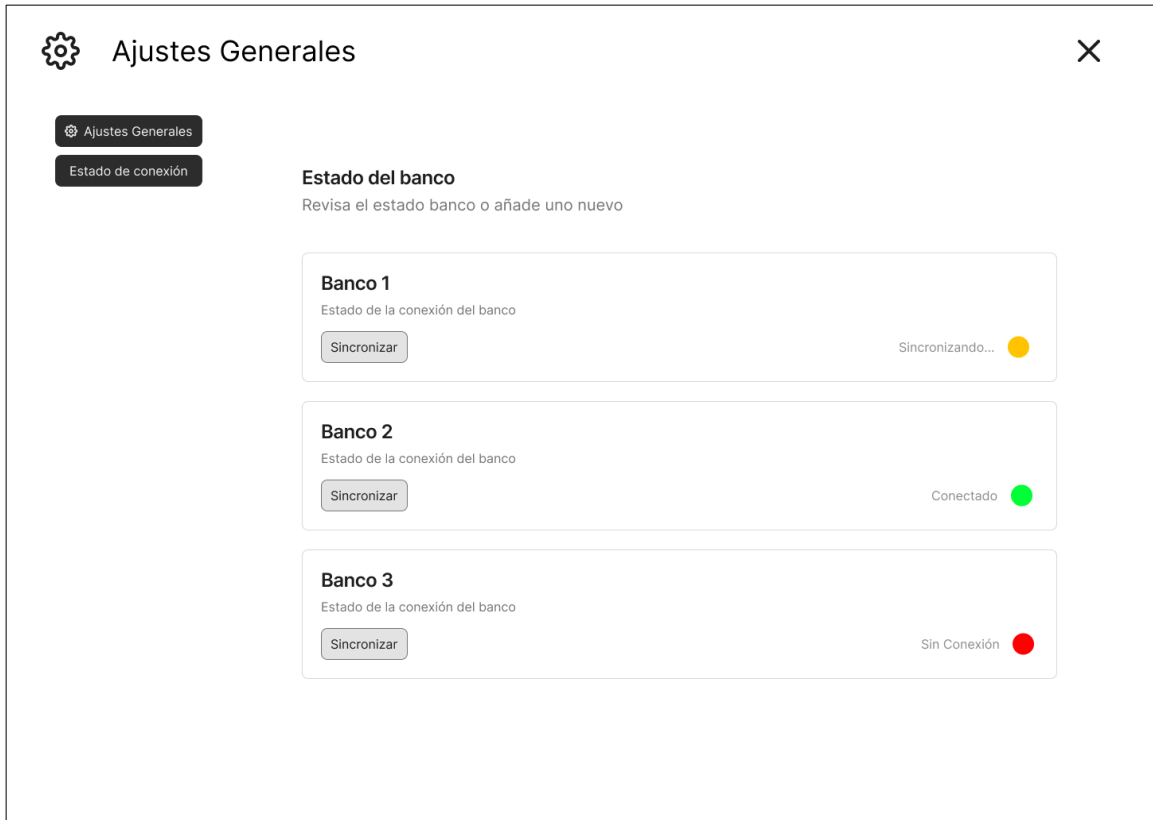 Ajustes Generales
Ajustes Generales
Estado de conexión
Estado del banco
Revisa el estado banco o añade uno nuevo
Banco 1
Estado de la conexión del banco
Sincronizar
Sincronizando...
Banco 2
Estado de la conexión del banco
Sincronizar
Conectado
Banco 3
Estado de la conexión del banco
Sincronizar
Sin Conexión